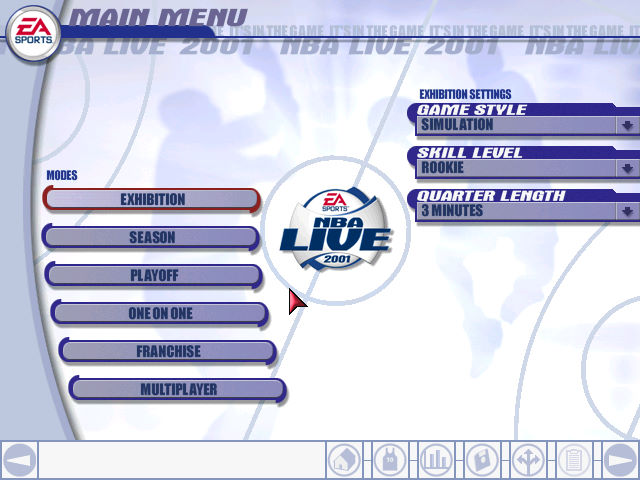 EA
SPORTS
MAIN MENU
IT'S IN THE GAME IT'S IN THE GAME IT'S IN THE GAME
NBA LIVE 2001 NBA LIVE 2001 NBA LIVE
EXHIBITION SETTINGS
GAME STYLE
SIMULATION
SKILL LEVEL
ROOKIE
QUARTER LENGTH
3 MINUTES
MODES
EXHIBITION
SEASON
PLAYOFF
ONE ON ONE
FRANCHISE
MULTIPLAYER
EA
SPORTS
NBA
LIVE
2001